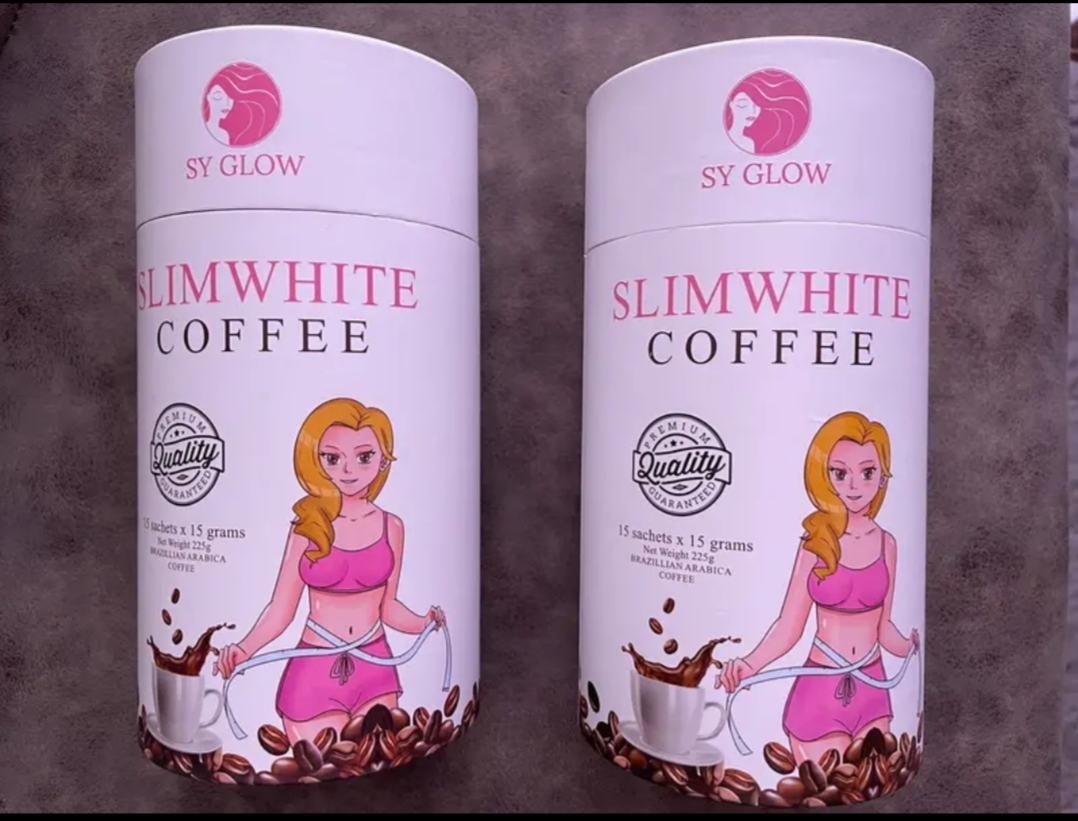 SY GLOW
SLIMWHITE
COFFEE
PREMIUM
Quality
GUARANTEED
15 sachets x 15 grams
Net Weight 225g
BRAZILLIAN ARABICA
COFFEE
SY GLOW
SLIMWHITE
COFFEE
PREMIUM
Quality
GUARANTEED
15 sachets x 15 grams
Net Weight 225g
BRAZILLIAN ARABICA
COFFEE